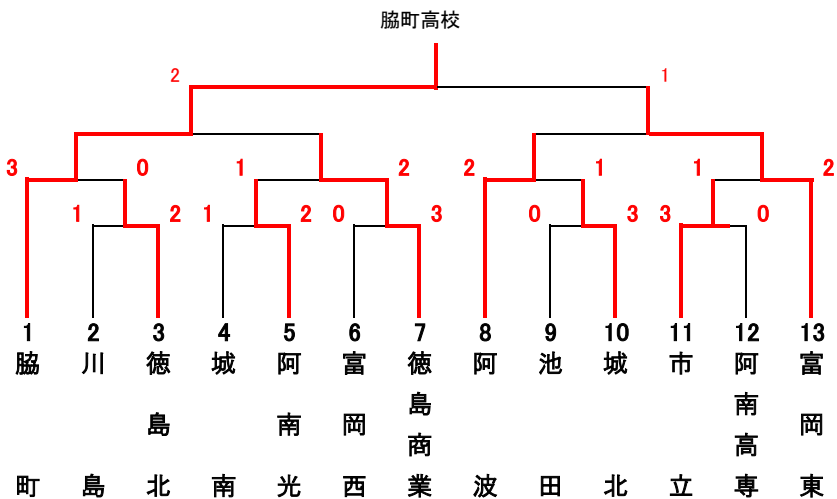 脇町高校
2 1
3 0 1 2 2 1 1 2
1 2 1 2 0 3 0 3 3 0
1 2 3 4 5 6 7 8 9 10 11 12 13
脇町
川島
徳島北
城南
阿南光
富岡西
徳島商業
阿波
池田
城北
市立
阿南高専
富岡東